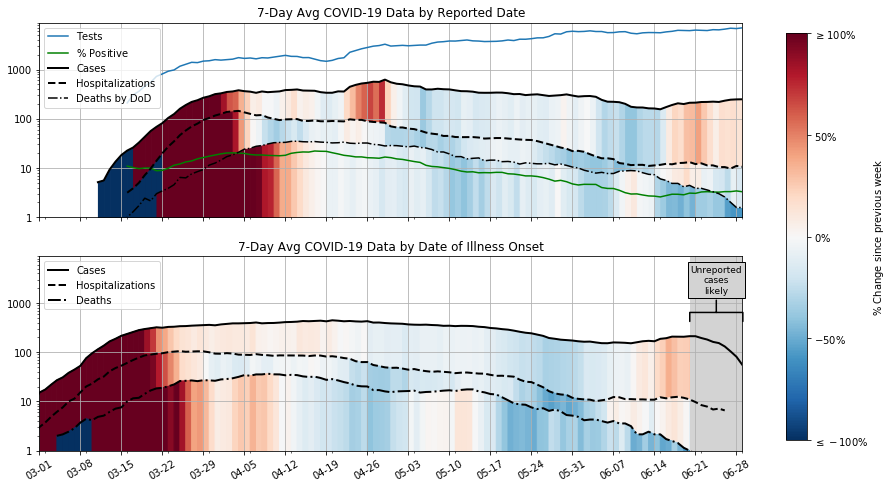 7-Day Avg COVID-19 Data by Reported Date
Tests
% Positive
Cases
Hospitalizations
Deaths by DoD
1000
100
10
1
7-Day Avg COVID-19 Data by Date of Illness Onset
Cases
Hospitalizations
Deaths
Unreported
cases
likely
1000
100
10
1
03-01
03-08
03-15
03-22
03-29
04-05
04-12
04-19
04-26
05-03
05-10
05-17
05-24
05-31
06-07
06-14
06-21
06-28
≥ 100%
50%
0%
−50%
≤ −100%
% Change since previous week